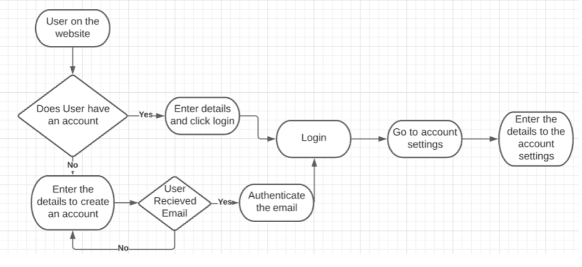 User on the
website
Does User have
an account
Yes
Enter details
and click login
Login
Go to account
settings
Enter the
details to the
account
settings
No
Enter the
details to create
an account
User
Recieved
Email
Yes
Authenticate
the email
No